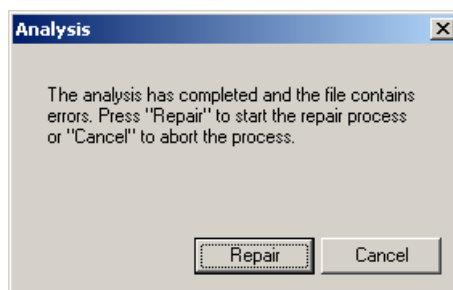 Analysis
The analysis has completed and the file contains
errors. Press "Repair" to start the repair process
or "Cancel" to abort the process.
Repair Cancel